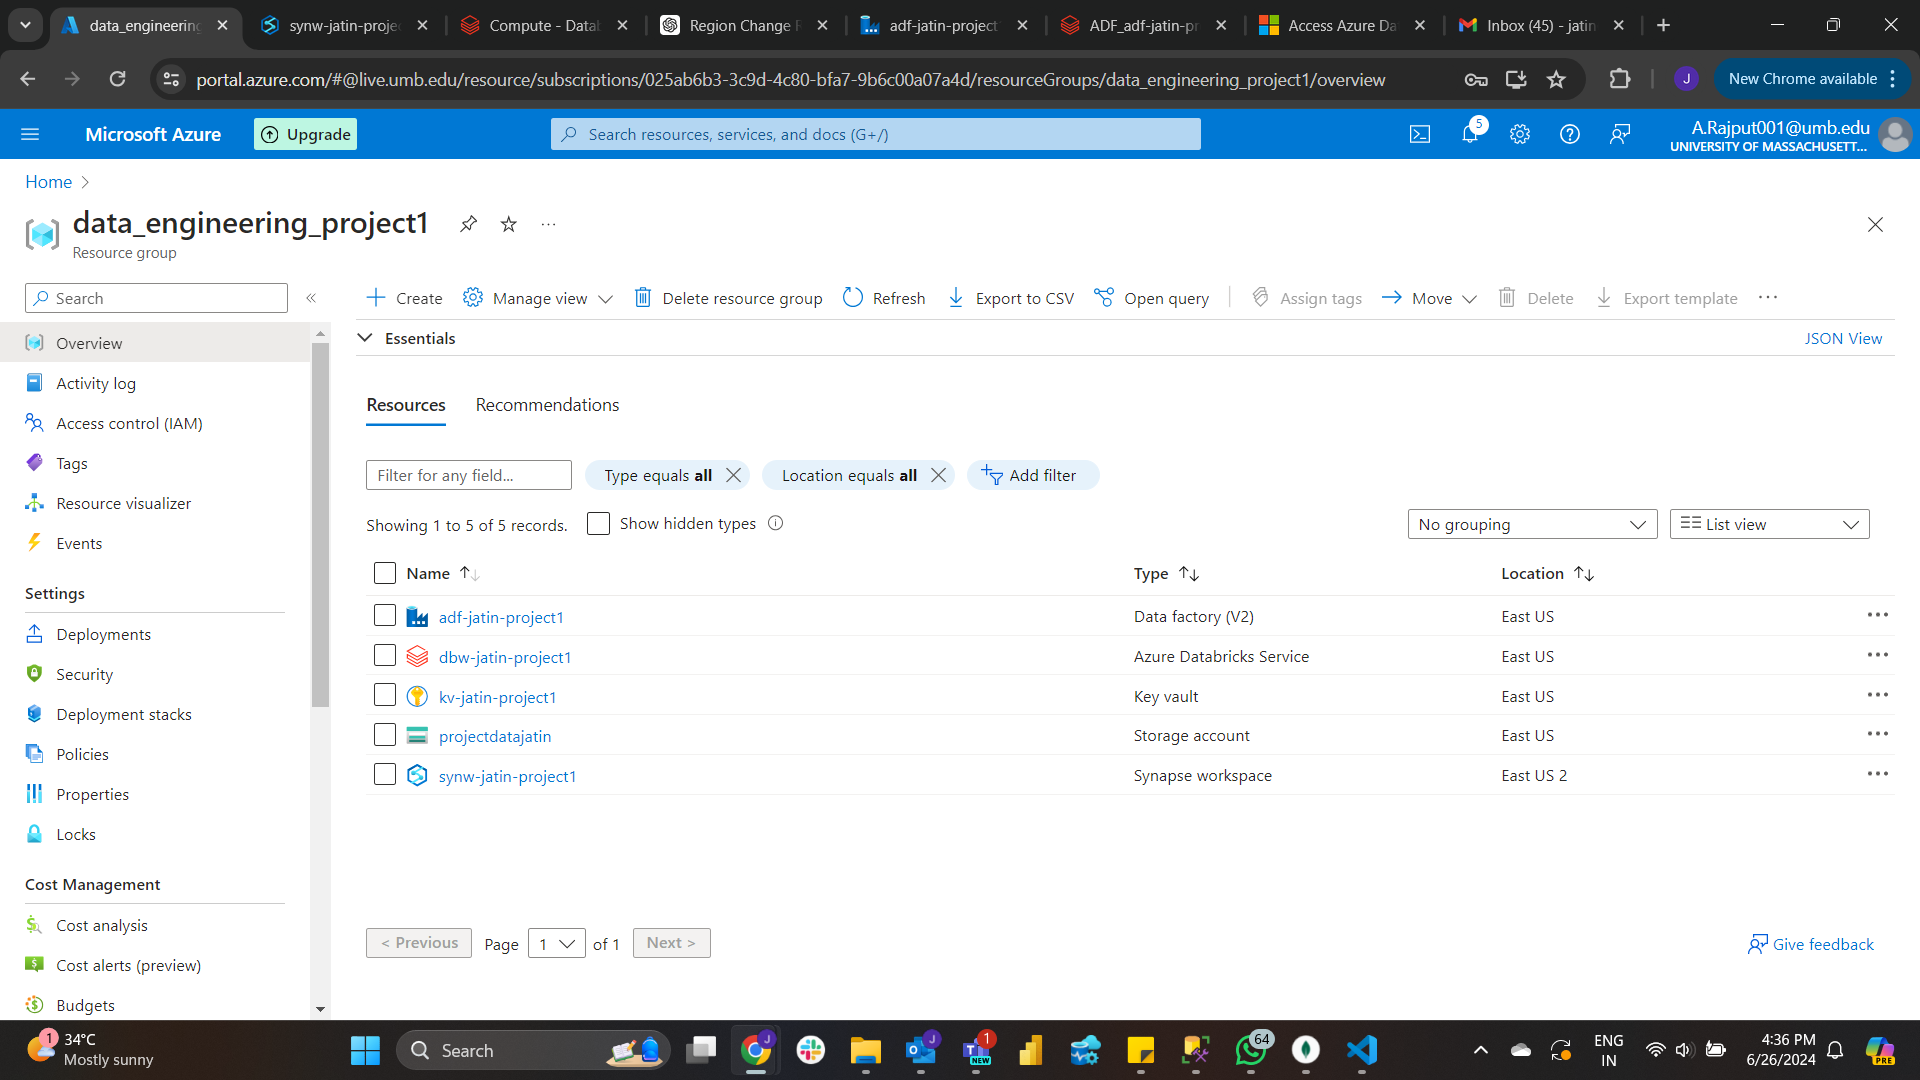 data_engineering
synw-jatin-projec
Compute - Datab
Region Change R
adf-jatin-project
ADF_adf-jatin-pr
Access Azure Da
Inbox (45) - jatin
portal.azure.com/#@live.umb.edu/resource/subscriptions/025ab6b3-3c9d-4c80-bfa7-9b6c00a07a4d/resourceGroups/data_engineering_project1/overview
J
New Chrome available
Microsoft Azure
Upgrade
Search resources, services, and docs (G+/)
5
A.Rajput001@umb.edu
UNIVERSITY OF MASSACHUSETT...
Home
data_engineering_project1
Resource group
Search
Create
Manage view
Delete resource group
Refresh
Export to CSV
Open query
Assign tags
Move
Delete
Export template
Essentials
JSON View
Overview
Activity log
Access control (IAM)
Tags
Resource visualizer
Events
Settings
Deployments
Security
Deployment stacks
Policies
Properties
Locks
Cost Management
Cost analysis
Cost alerts (preview)
Budgets
Resources
Recommendations
Filter for any field...
Type equals all
Location equals all
Add filter
Showing 1 to 5 of 5 records.
Show hidden types
No grouping
List view
Name
Type
Location
adf-jatin-project1
Data factory (V2)
East US
dbw-jatin-project1
Azure Databricks Service
East US
kv-jatin-project1
Key vault
East US
projectdatajatin
Storage account
East US
synw-jatin-project1
Synapse workspace
East US 2
< Previous
Page
1
of 1
Next >
Give feedback
1
34°C
Mostly sunny
Search
J
J
1
NEW
64
ENG
IN
4:36 PM
6/26/2024
PRE